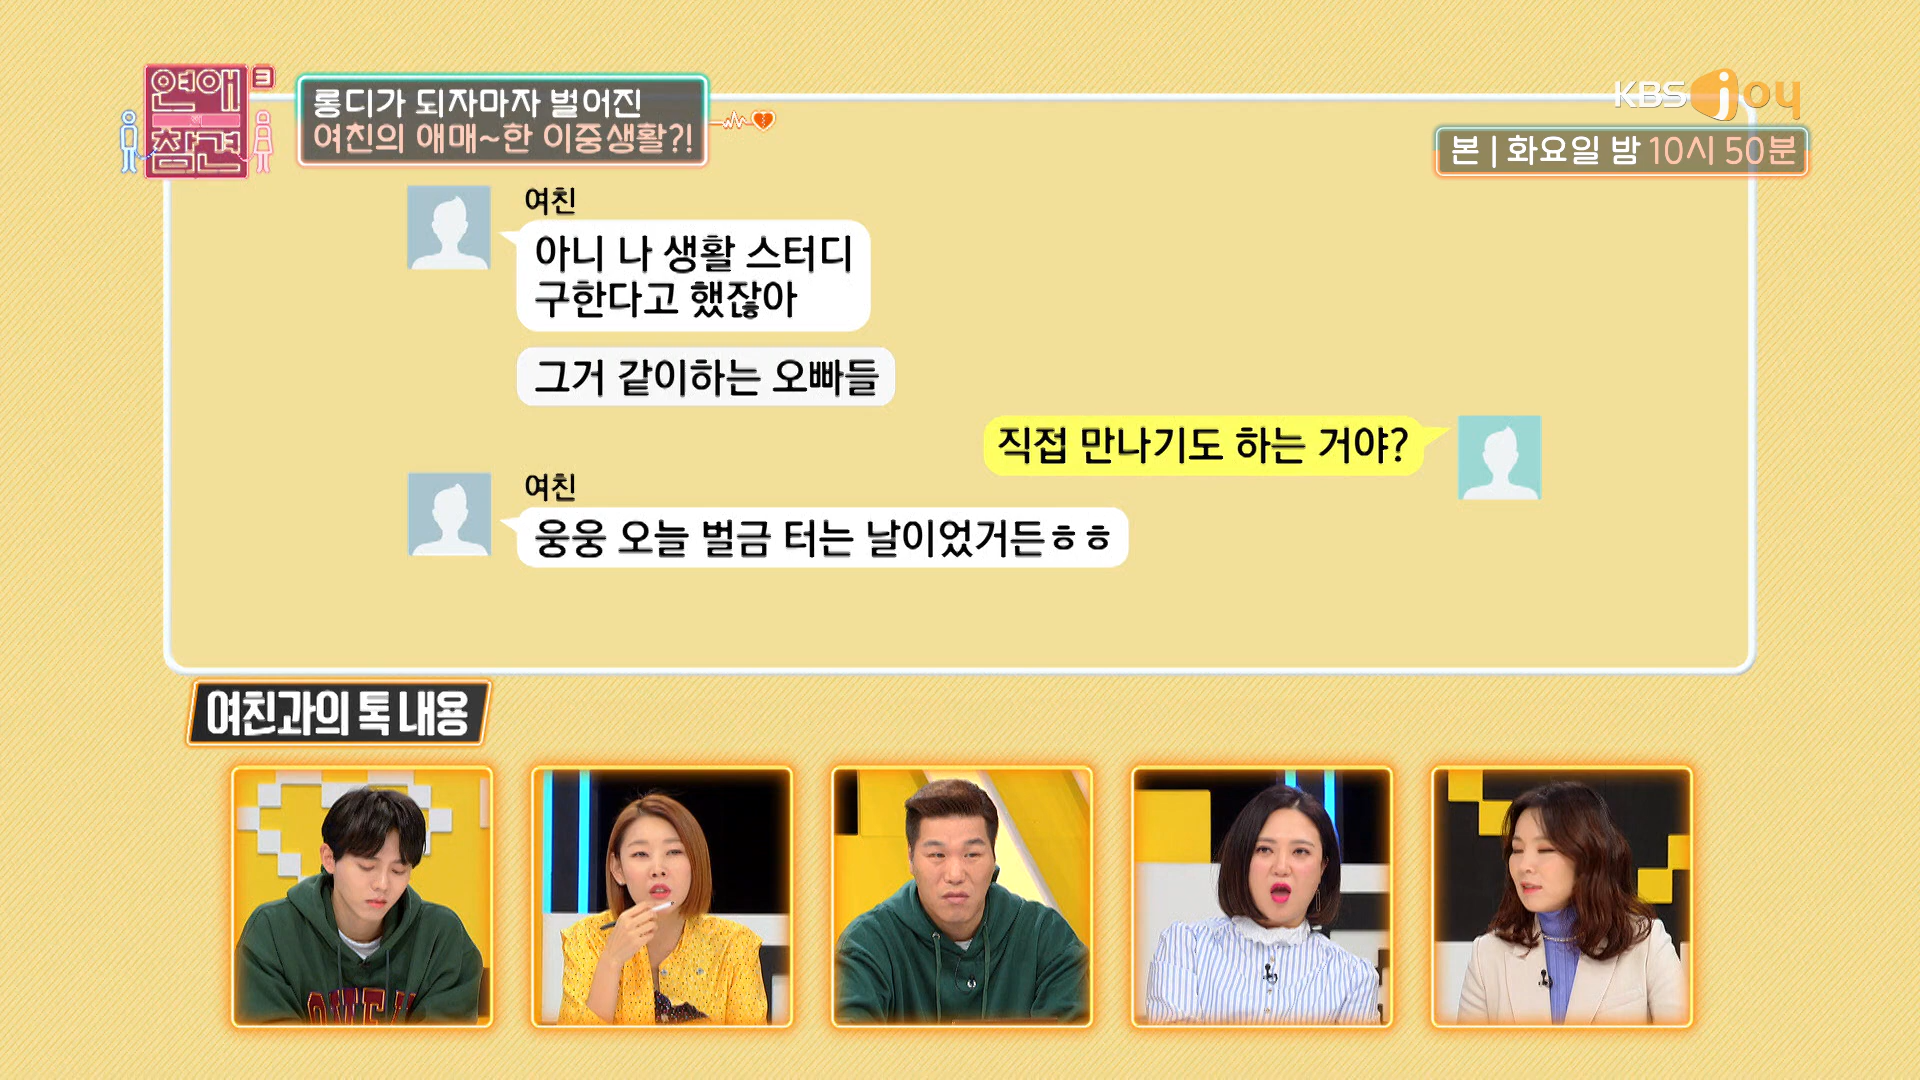 연애의 참견 3
롱디가 되자마자 벌어진
여친의 애매~한 이중생활?!
KBS joy
본 | 화요일 밤 10시 50분
여친
아니 나 생활 스터디
구한다고 했잖아
그거 같이하는 오빠들
직접 만나기도 하는 거야?
여친
웅웅 오늘 벌금 터는 날이었거든ㅎㅎ
여친과의 톡 내용